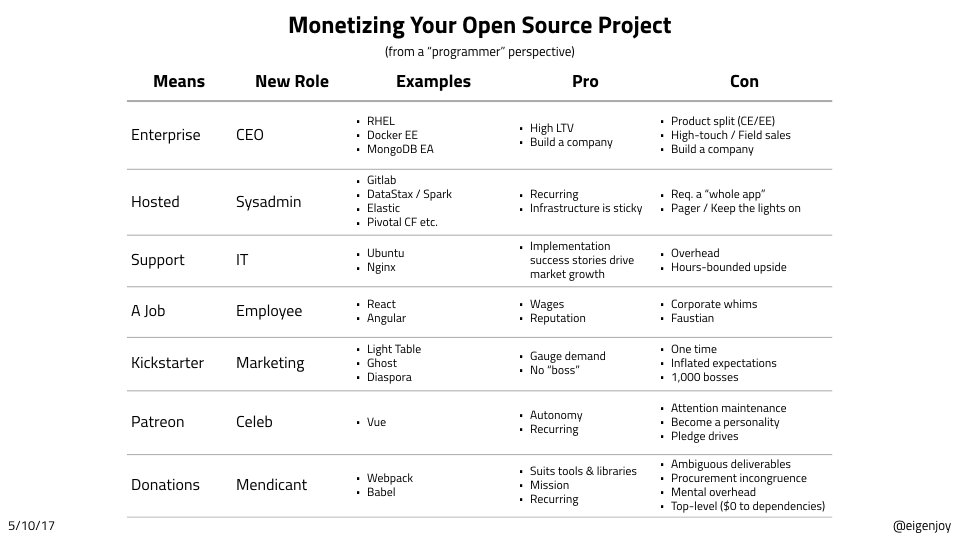 Monetizing Your Open Source Project
(from a “programmer” perspective)
Means New Role Examples Pro Con
Enterprise
CEO
▪ RHEL
▪ Docker EE
▪ MongoDB EA
▪ High LTV
▪ Build a company
▪ Product split (CE/EE)
▪ High-touch / Field sales
▪ Build a company
Hosted
Sysadmin
▪ Gitlab
▪ DataStax / Spark
▪ Elastic
▪ Pivotal CF etc.
▪ Recurring
▪ Infrastructure is sticky
▪ Req. a “whole app”
▪ Pager / Keep the lights on
Support
IT
▪ Ubuntu
▪ Nginx
▪ Implementation
success stories drive
market growth
▪ Overhead
▪ Hours-bounded upside
A Job
Employee
▪ React
▪ Angular
▪ Wages
▪ Reputation
▪ Corporate whims
▪ Faustian
Kickstarter
Marketing
▪ Light Table
▪ Ghost
▪ Diaspora
▪ Gauge demand
▪ No “boss”
▪ One time
▪ Inflated expectations
▪ 1,000 bosses
Patreon
Celeb
▪ Vue
▪ Autonomy
▪ Recurring
▪ Attention maintenance
▪ Become a personality
▪ Pledge drives
Donations
Mendicant
▪ Webpack
▪ Babel
▪ Suits tools & libraries
▪ Mission
▪ Recurring
▪ Ambiguous deliverables
▪ Procurement incongruence
▪ Mental overhead
▪ Top-level ($0 to dependencies)
5/10/17
@eigenjoy